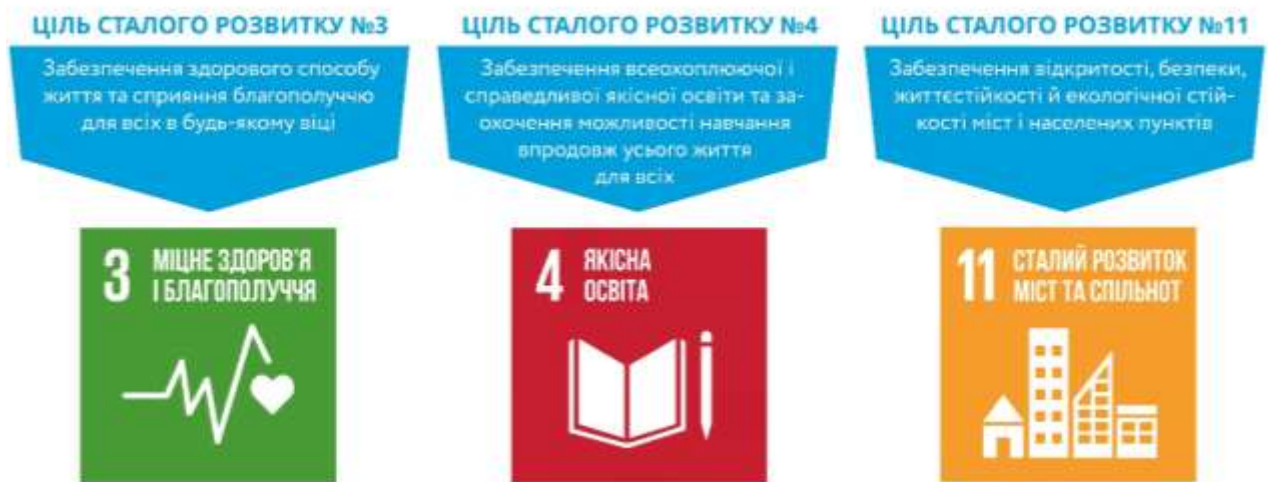 ЦІЛЬ СТАЛОГО РОЗВИТКУ №3
Забезпечення здорового способу
життя та сприяння благополуччю
для всіх в будь-якому віці
3 МІЦНЕ ЗДОРОВ'Я
І БЛАГОПОЛУЧЧЯ
ЦІЛЬ СТАЛОГО РОЗВИТКУ №4
Забезпечення всеохоплюючої і
справедливої якісної освіти та за-
охочення можливості навчання
впродовж усього життя
для всіх
4 ЯКІСНА
ОСВІТА
ЦІЛЬ СТАЛОГО РОЗВИТКУ №11
Забезпечення відкритості, безпеки,
життєстійкості й екологічної стій-
кості міст і населених пунктів
11 СТАЛИЙ РОЗВИТОК
МІСТ ТА СПІЛЬНОТ